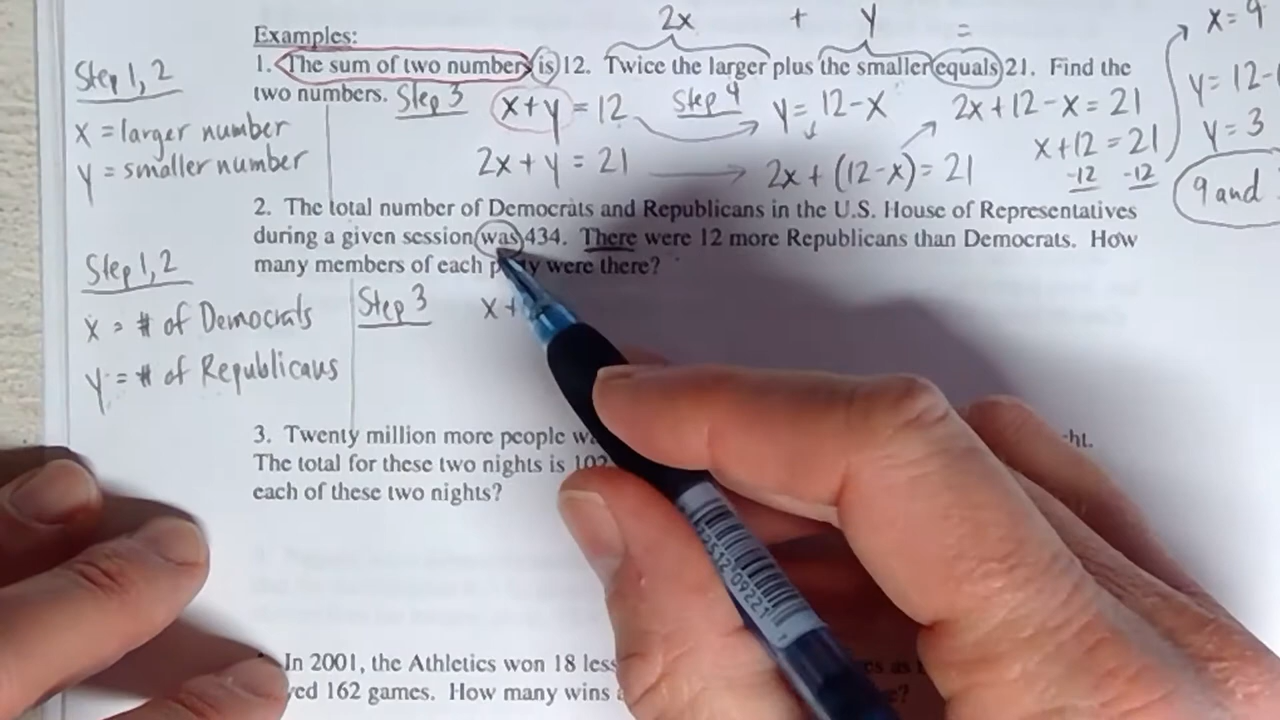 2x + y =
Examples:
1. The sum of two numbers is 12. Twice the larger plus the smaller equals 21. Find the
two numbers.
Step 1,2
x = larger number
y = smaller number
Step 3
x+y = 12
2x + y = 21
Step 4
y = 12-x
2x + (12-x) = 21
2x + 12 - x = 21
x + 12 = 21
-12 -12
x = 9
y = 12-
y = 3
9 and
2. The total number of Democrats and Republicans in the U.S. House of Representatives
during a given session was 434. There were 12 more Republicans than Democrats. How
many members of each were there?
Step 1,2
x = # of Democrats
y = # of Republicans
Step 3
x +
3. Twenty million more people
The total for these two nights is
each of these two nights?
In 2001, the Athletics won 18
162 games. How many wins
72512 09221